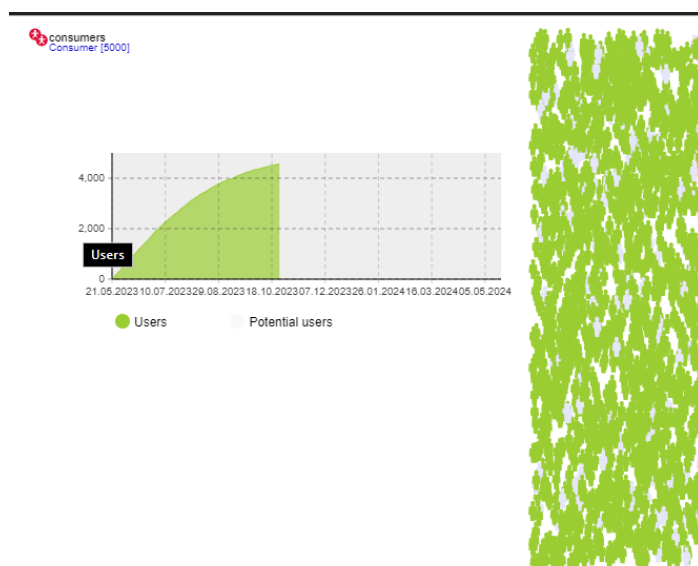 consumers
Consumer [5000]
4,000
2,000
Users
0
21.05.2023 10.07.2023 29.08.2023 18.10.2023 07.12.2023 26.01.2024 16.03.2024 05.05.2024
Users Potential users